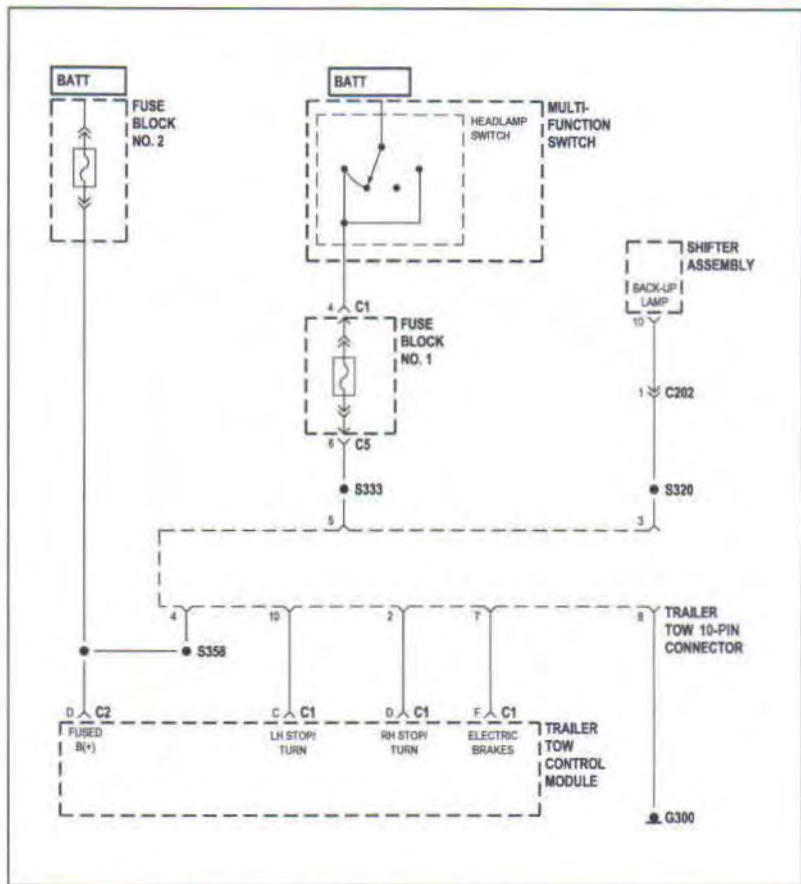 BATT
BATT
FUSE
BLOCK
NO. 2
HEADLAMP
SWITCH
MULTI-
FUNCTION
SWITCH
SHIFTER
ASSEMBLY
BACK-UP
LAMP
10
4 C1
FUSE
BLOCK
NO. 1
1 C202
6 C5
S333
S320
5
3
4
10
2
7
8
TRAILER
TOW 10-PIN
CONNECTOR
S358
D C2
C C1
D C1
F C1
FUSED
B(+)
LH STOP/
TURN
RH STOP/
TURN
ELECTRIC
BRAKES
TRAILER
TOW
CONTROL
MODULE
G300